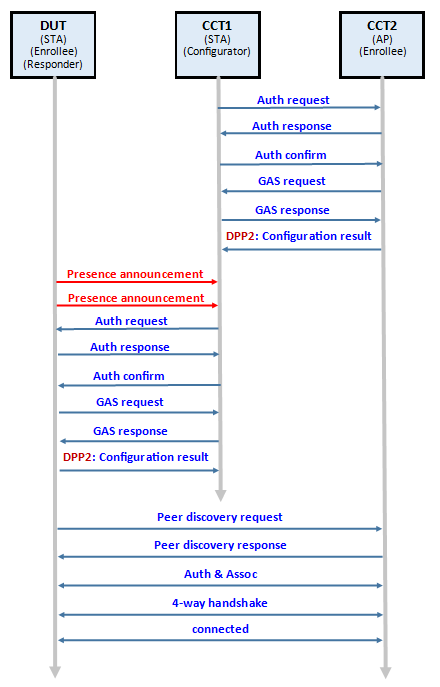 DUT
(STA)
(Enrollee)
(Responder)
CCT1
(STA)
(Configurator)
CCT2
(AP)
(Enrollee)
Auth request
Auth response
Auth confirm
GAS request
GAS response
DPP2: Configuration result
Presence announcement
Presence announcement
Auth request
Auth response
Auth confirm
GAS request
GAS response
DPP2: Configuration result
Peer discovery request
Peer discovery response
Auth & Assoc
4-way handshake
connected